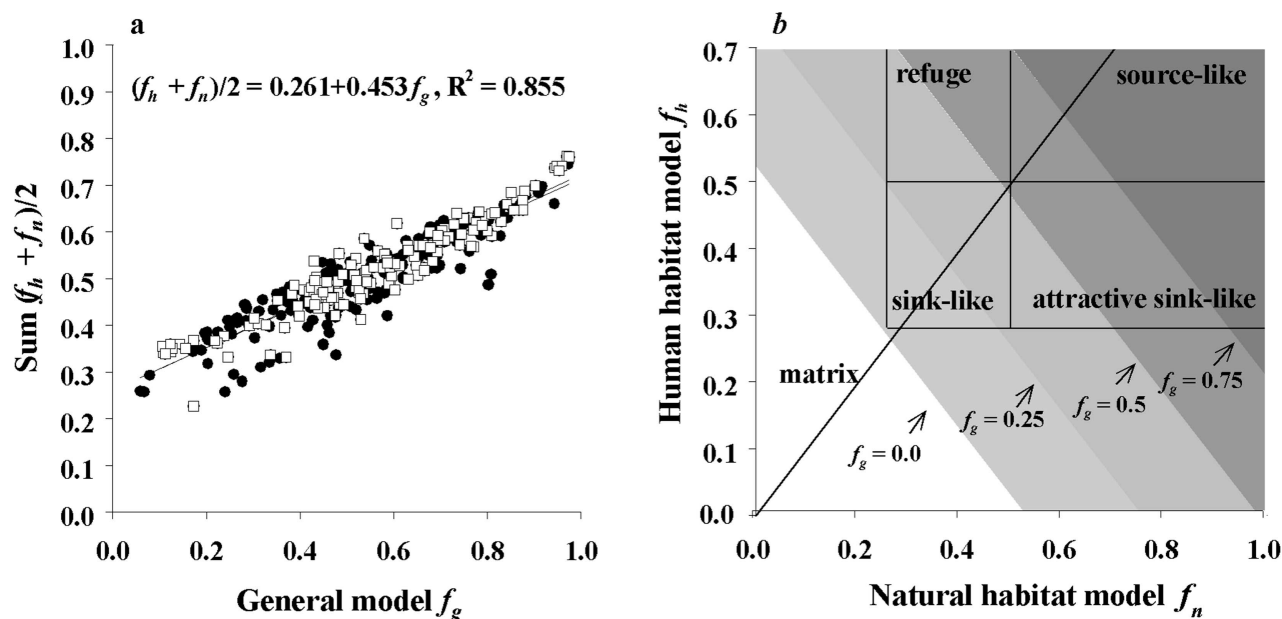 a
(f_h + f_n)/2 = 0.261+0.453f_g, R² = 0.855
Sum (f_h + f_n)/2
1.0
0.9
0.8
0.7
0.6
0.5
0.4
0.3
0.2
0.1
0.0
0.0 0.2 0.4 0.6 0.8 1.0
General model f_g
b
Human habitat model f_h
0.7
0.6
0.5
0.4
0.3
0.2
0.1
0.0
refuge source-like
sink-like attractive sink-like
matrix
f_g = 0.0
f_g = 0.25
f_g = 0.5
f_g = 0.75
0.0 0.2 0.4 0.6 0.8 1.0
Natural habitat model f_n